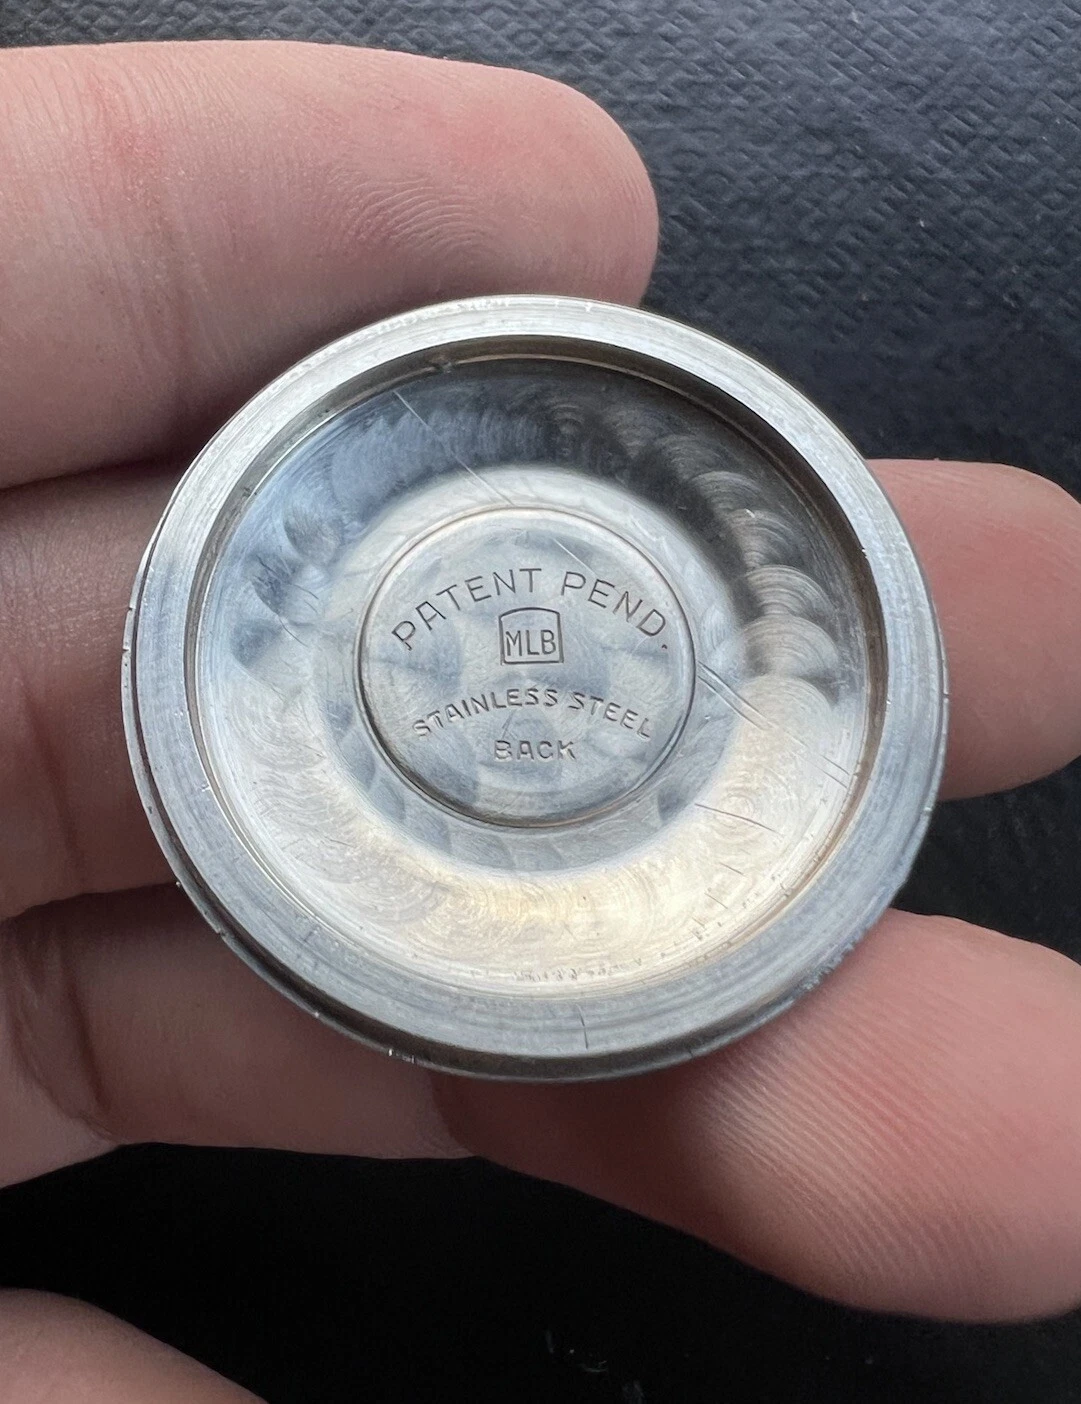 PATENT PEND.
MLB
STAINLESS STEEL
BACK